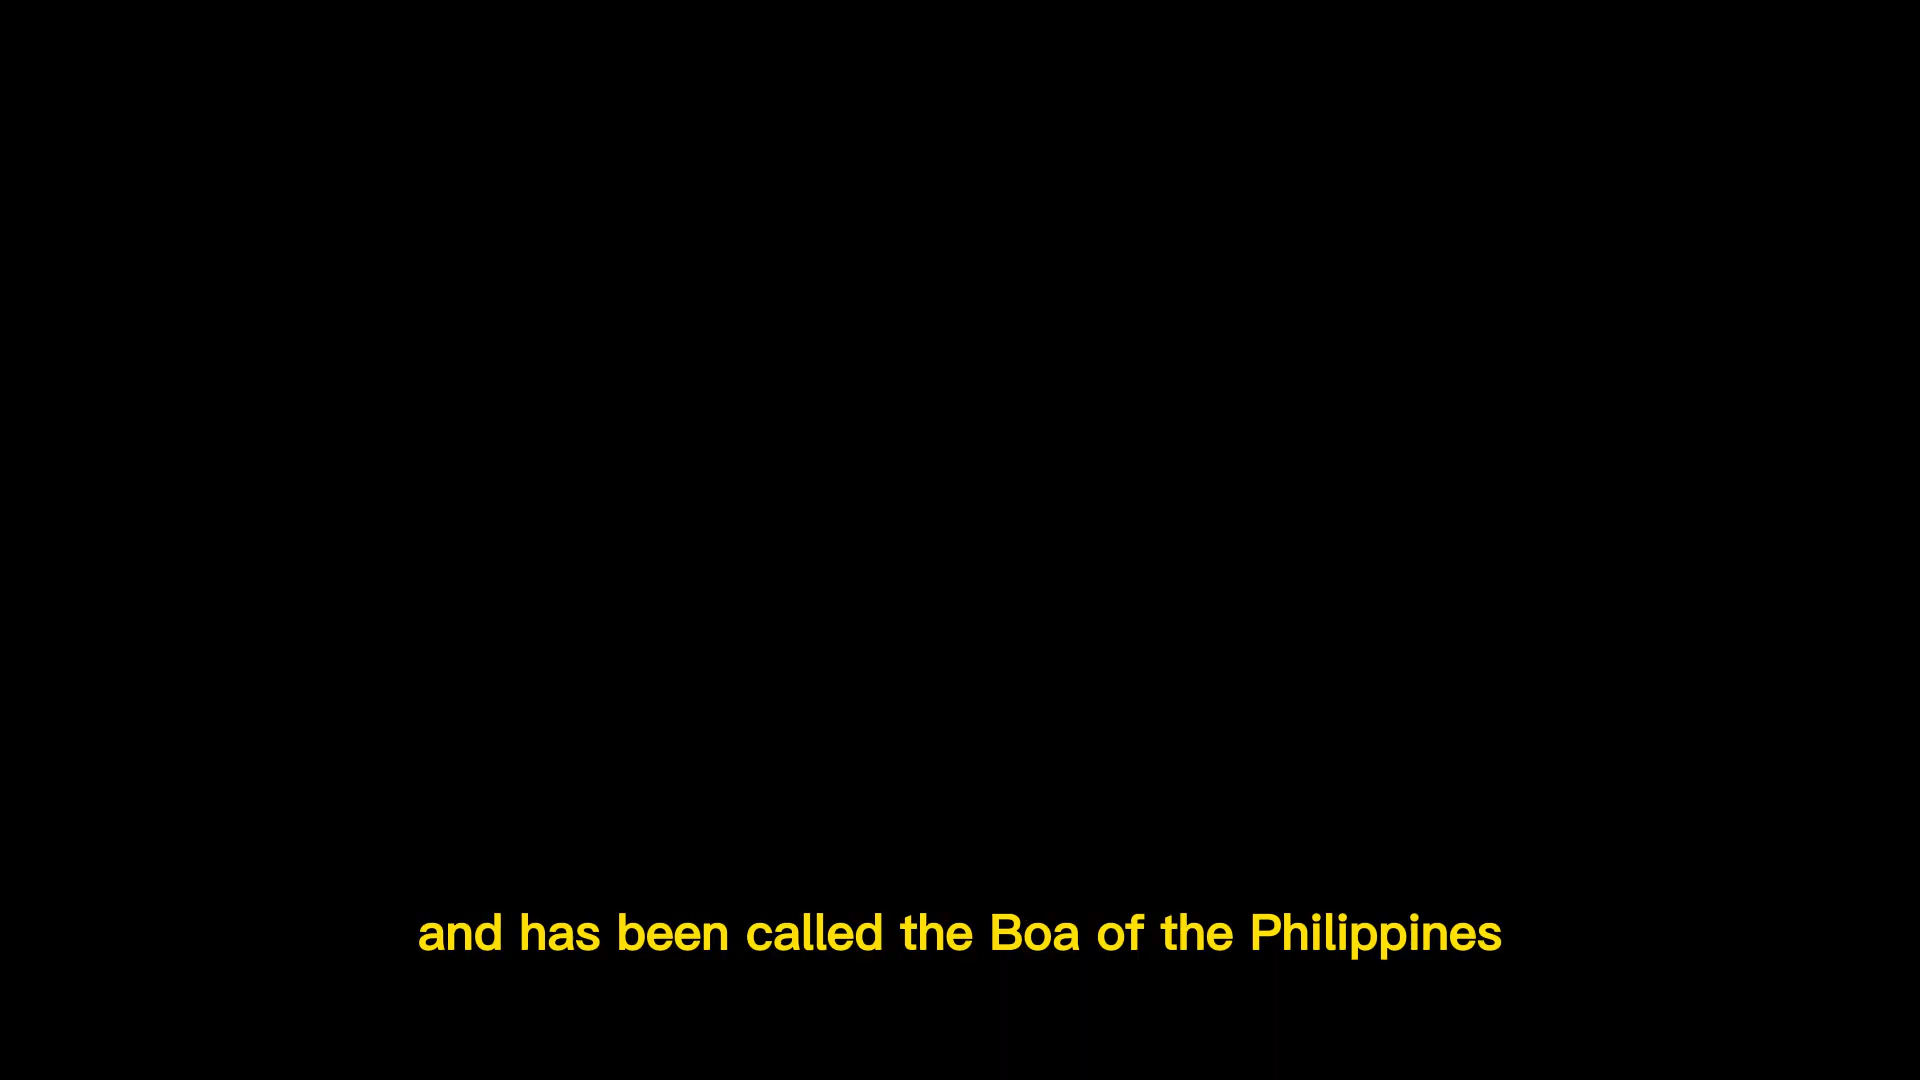 and has been called the Boa of the Philippines